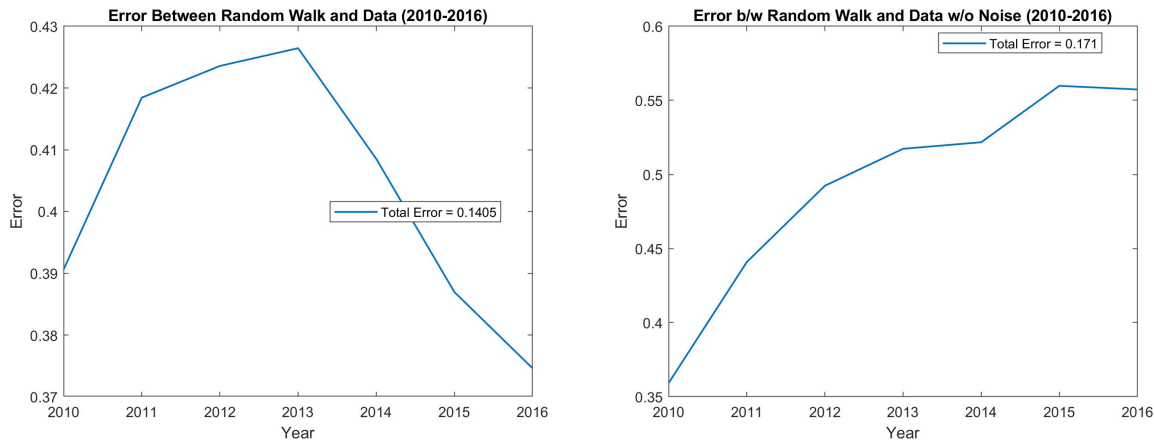 Error Between Random Walk and Data (2010-2016)
0.43
0.42
0.41
0.4
0.39
0.38
0.37
Error
Total Error = 0.1405
2010 2011 2012 2013 2014 2015 2016
Year
Error b/w Random Walk and Data w/o Noise (2010-2016)
0.6
0.55
0.5
0.45
0.4
0.35
Error
Total Error = 0.171
2010 2011 2012 2013 2014 2015 2016
Year